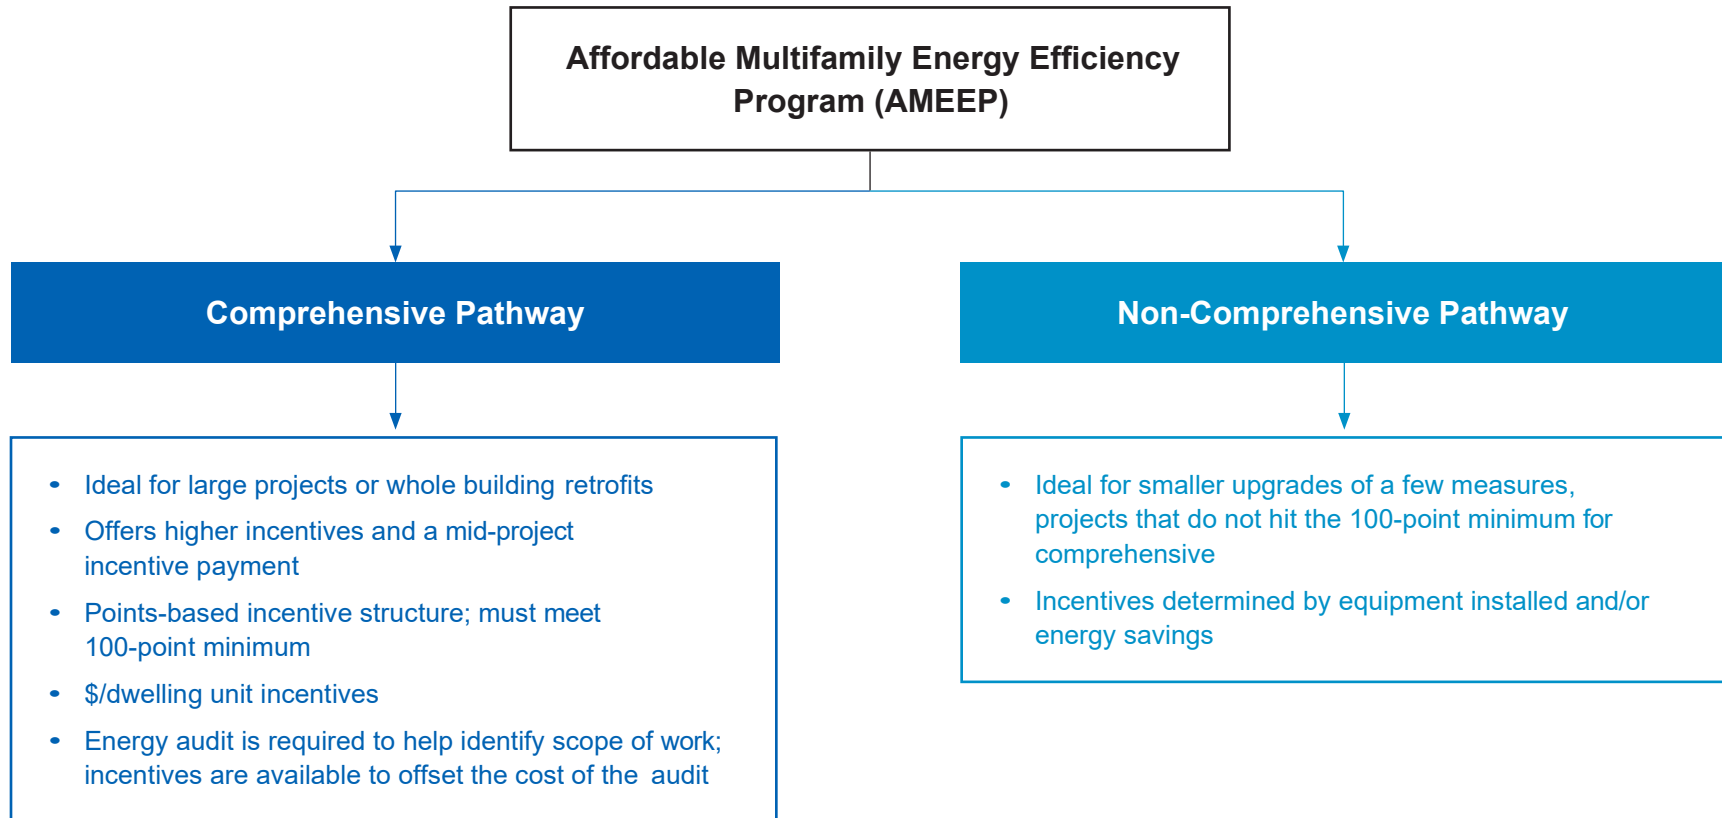 Affordable Multifamily Energy Efficiency
Program (AMEEP)
Comprehensive Pathway
Non-Comprehensive Pathway
• Ideal for large projects or whole building retrofits
• Offers higher incentives and a mid-project
incentive payment
• Points-based incentive structure; must meet
100-point minimum
• $/dwelling unit incentives
• Energy audit is required to help identify scope of work;
incentives are available to offset the cost of the audit
• Ideal for smaller upgrades of a few measures,
projects that do not hit the 100-point minimum for
comprehensive
• Incentives determined by equipment installed and/or
energy savings